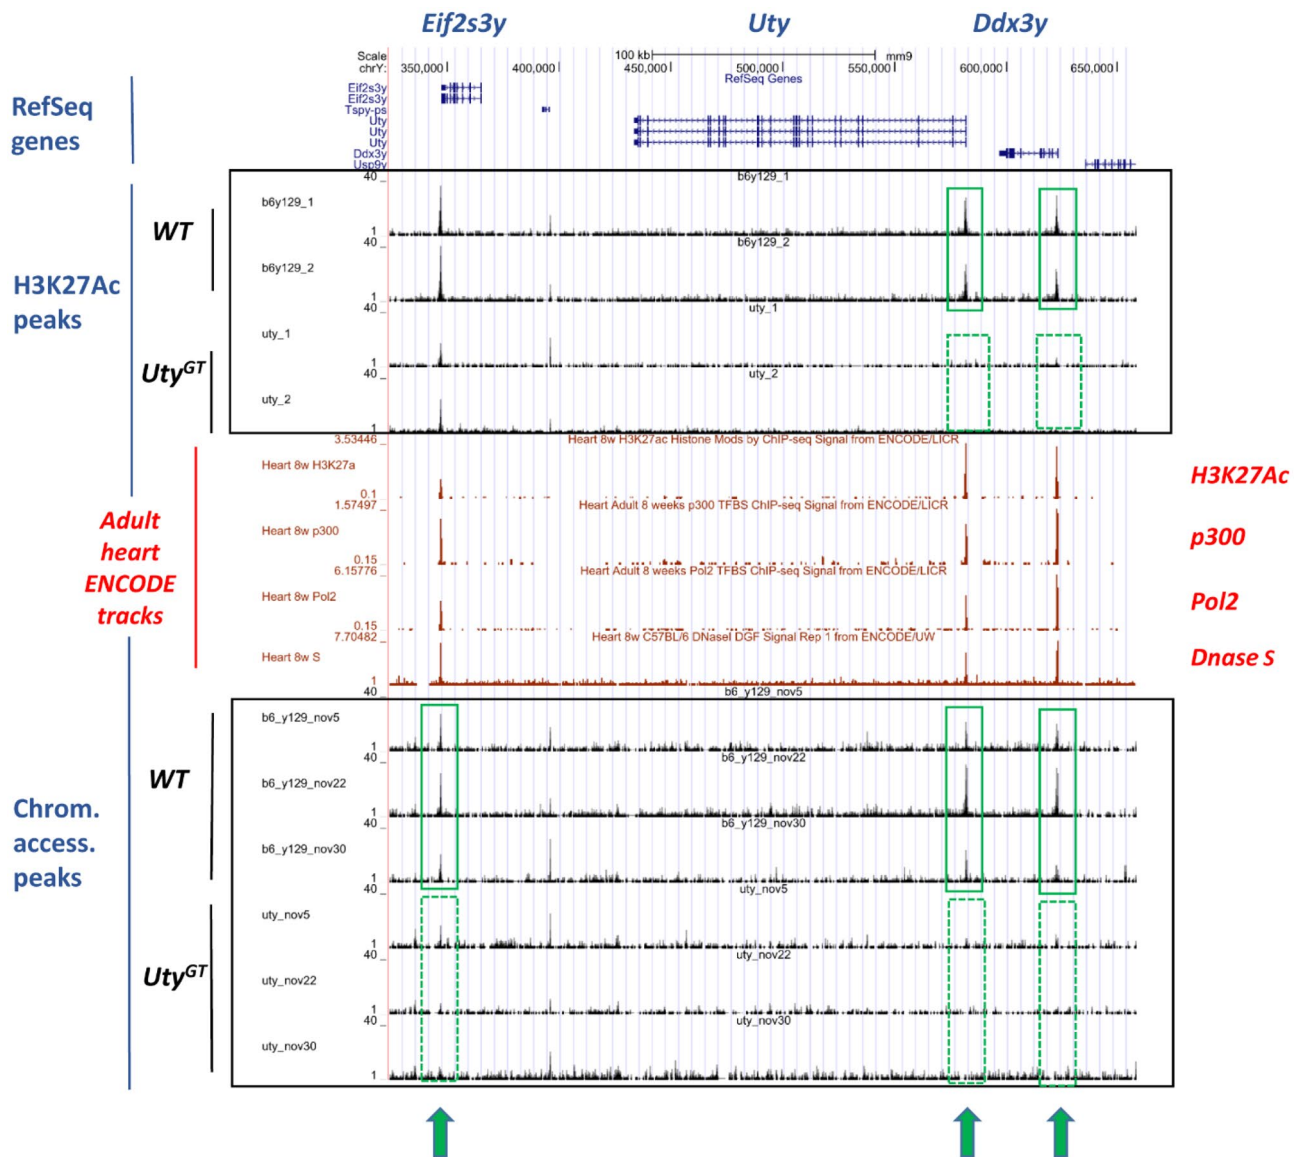 Eif2s3y Uty Ddx3y
Scale 100 kb mm9
chrY: 350,000 400,000 450,000 500,000 550,000 600,000 650,000
RefSeq Genes
RefSeq
genes
Eif2s3y
Eif2s3y
Tspy-ps
Uty
Uty
Uty
Ddx3y
Usp9y
H3K27Ac
peaks
WT
40 b6y129_1
b6y129_1
1
40 b6y129_2
b6y129_2
1
Uty^GT
40 uty_1
uty_1
1
40 uty_2
uty_2
1
Adult
heart
ENCODE
tracks
3.53446 Heart 8w H3K27ac Histone Mods by ChIP-seq Signal from ENCODE/LICR
Heart 8w H3K27a H3K27Ac
0.1
1.57497 Heart Adult 8 weeks p300 TFBS ChIP-seq Signal from ENCODE/LICR
Heart 8w p300 p300
0.15
6.15776 Heart Adult 8 weeks Pol2 TFBS ChIP-seq Signal from ENCODE/LICR
Heart 8w Pol2 Pol2
0.15
7.70482 Heart 8w C57BL/6 DNaseI DGF Signal Rep 1 from ENCODE/UW
Heart 8w S Dnase S
1
Chrom.
access.
peaks
WT
40 b6_y129_nov5
b6_y129_nov5
1
40 b6_y129_nov22
b6_y129_nov22
1
40 b6_y129_nov30
b6_y129_nov30
1
Uty^GT
40 uty_nov5
uty_nov5
1
40 uty_nov22
uty_nov22
1
40 uty_nov30
uty_nov30
1